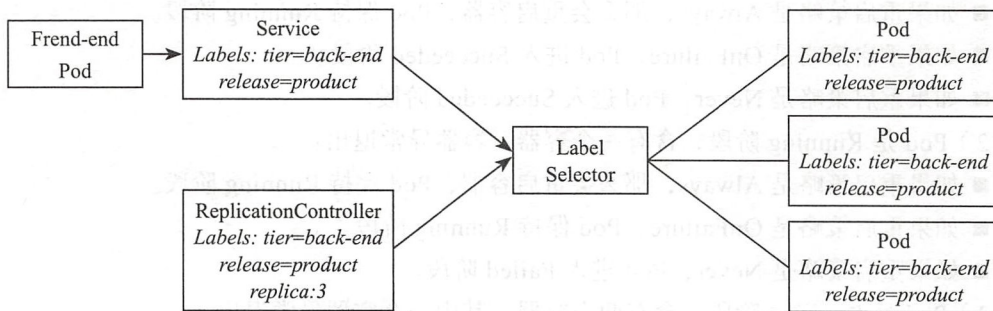 Frend-end
Pod
Service
Labels: tier=back-end
release=product
ReplicationController
Labels: tier=back-end
release=product
replica:3
Label
Selector
Pod
Labels: tier=back-end
release=product
Pod
Labels: tier=back-end
release=product
Pod
Labels: tier=back-end
release=product